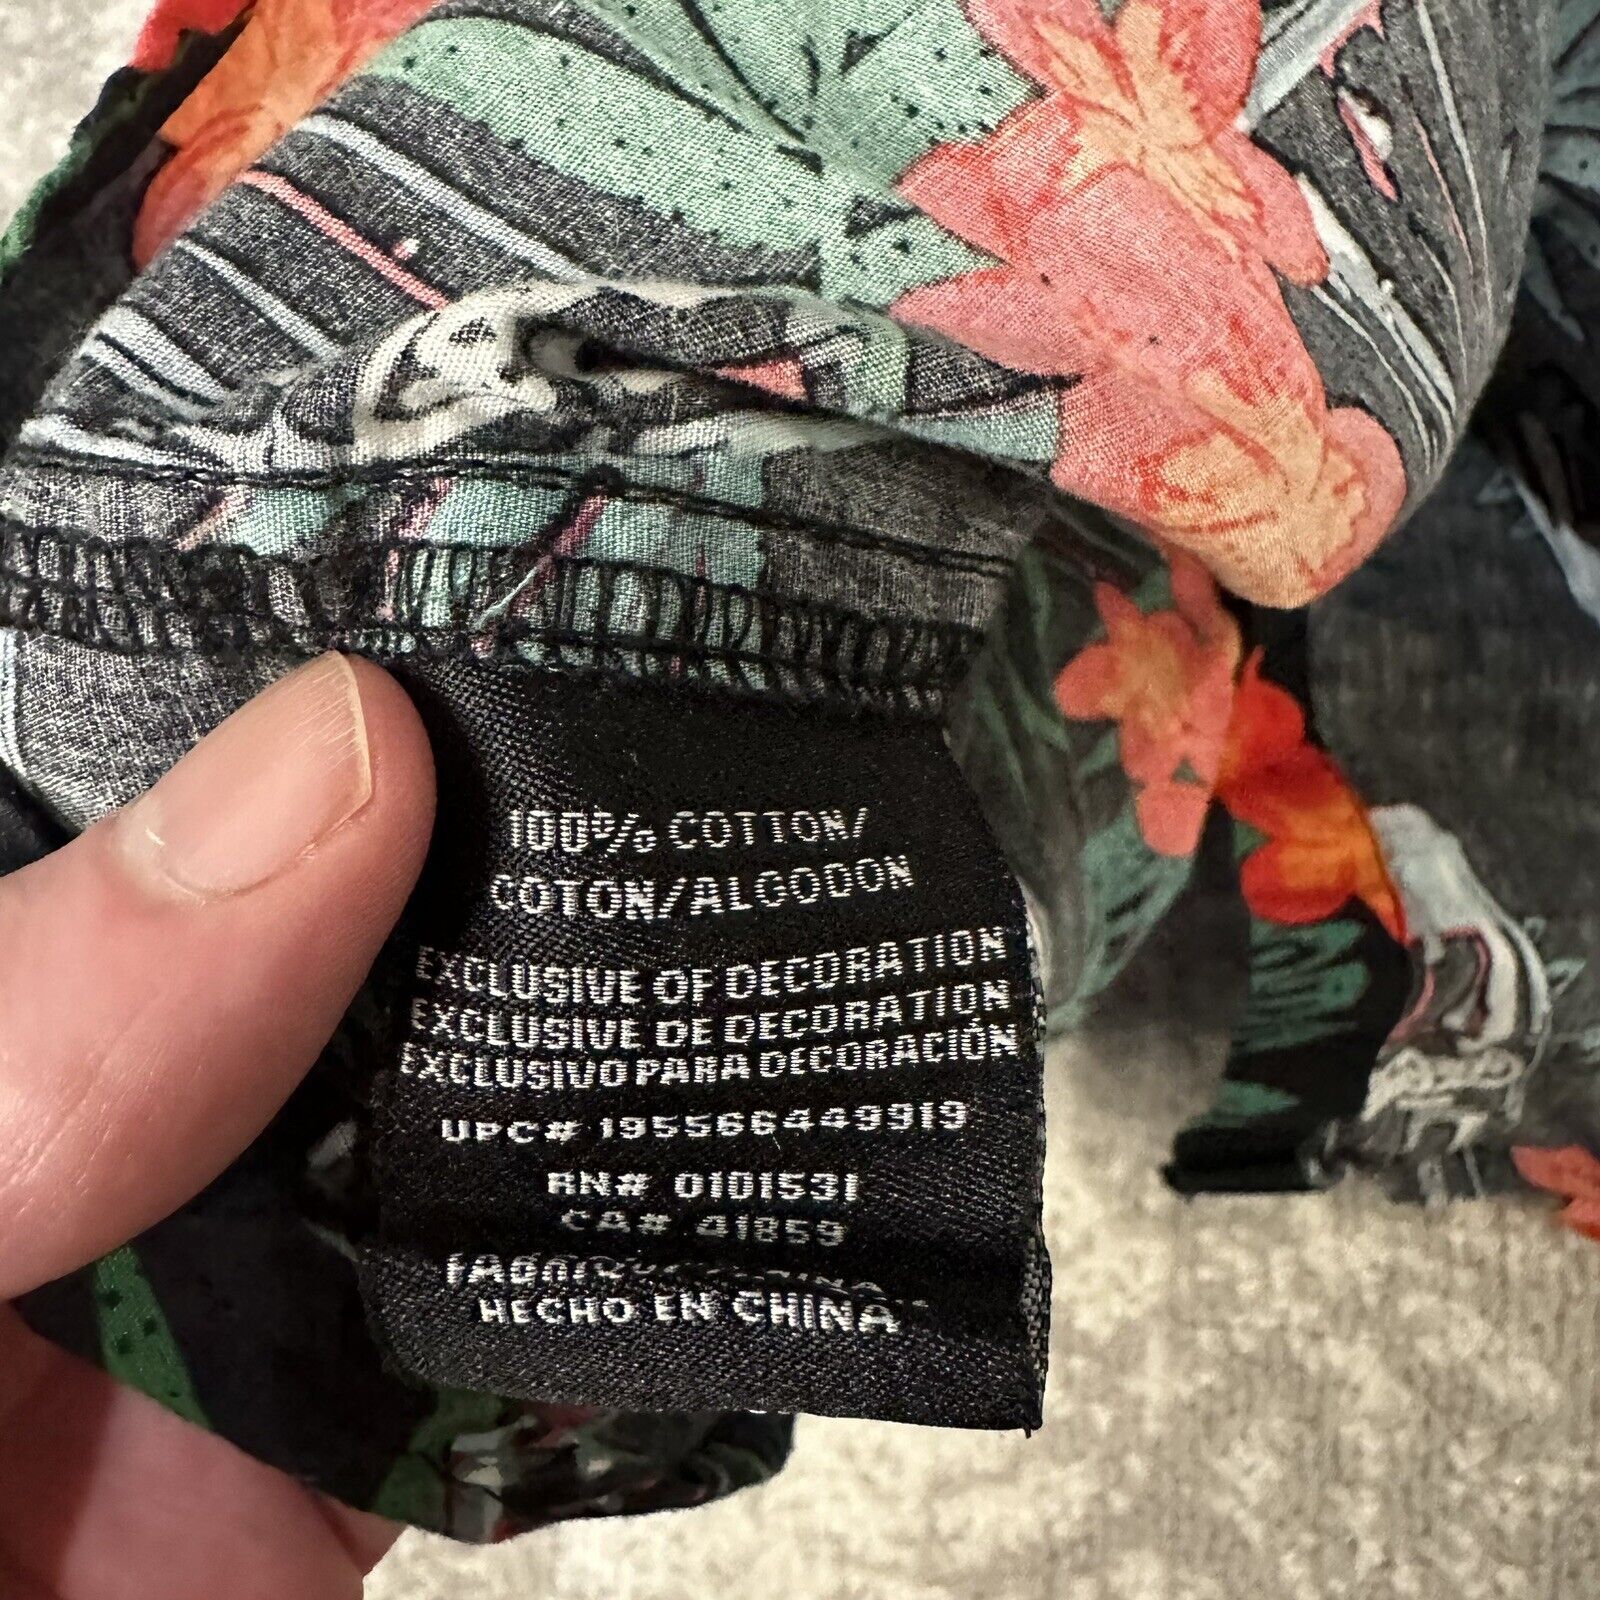 100% COTTON/
COTON/ALGODON
EXCLUSIVE OF DECORATION
EXCLUSIVE DE DECORATION
EXCLUSIVO PARA DECORACIÓN
UPC# 195566449919
RN# 0101531
CA# 41859
HECHO EN CHINA